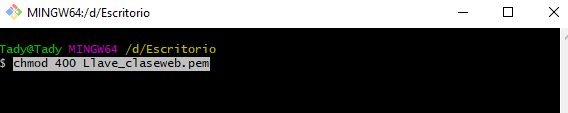 MINGW64:/d/Escritorio
Tady@Tady MINGW64 /d/Escritorio
$ chmod 400 Llave_claseweb.pem